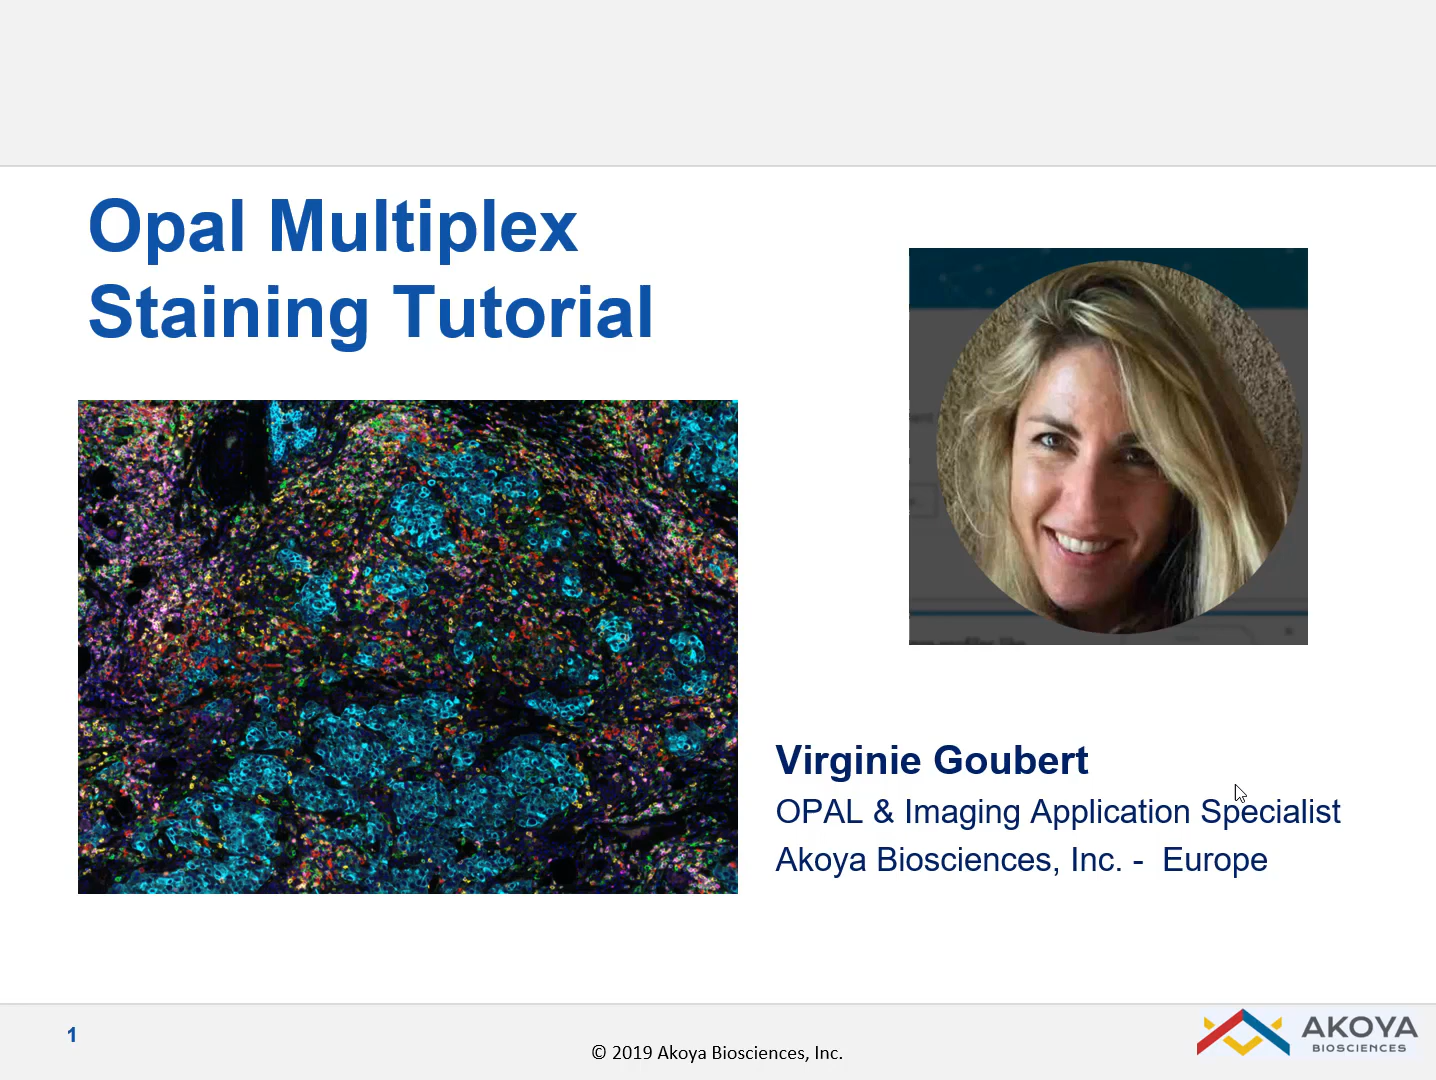 Opal Multiplex
Staining Tutorial
Virginie Goubert
OPAL & Imaging Application Specialist
Akoya Biosciences, Inc. - Europe
1
© 2019 Akoya Biosciences, Inc.
AKOYA
BIOSCIENCES